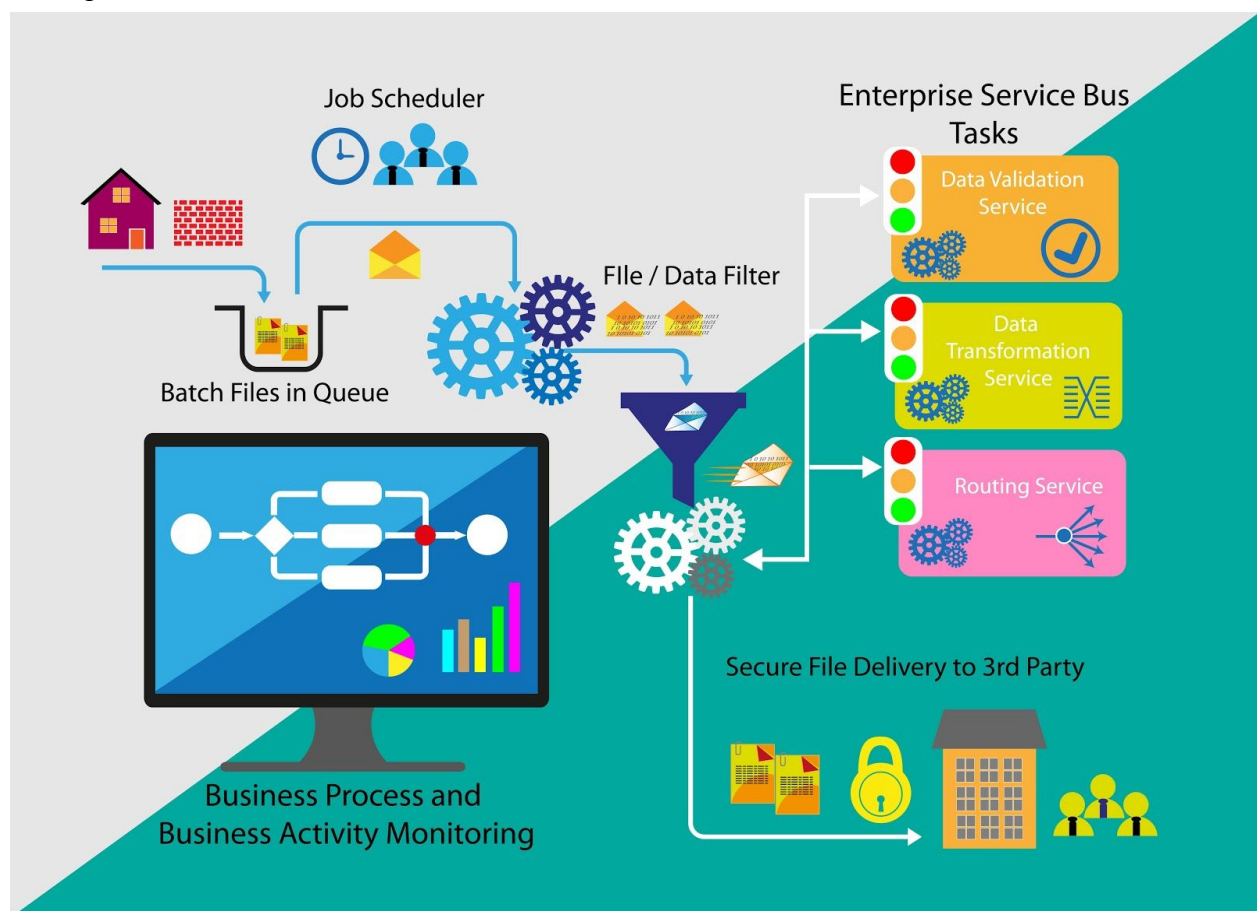 Job Scheduler
Enterprise Service Bus
Tasks
Data Validation
Service
FIle / Data Filter
Batch Files in Queue
Data
Transformation
Service
Routing Service
Secure File Delivery to 3rd Party
Business Process and
Business Activity Monitoring